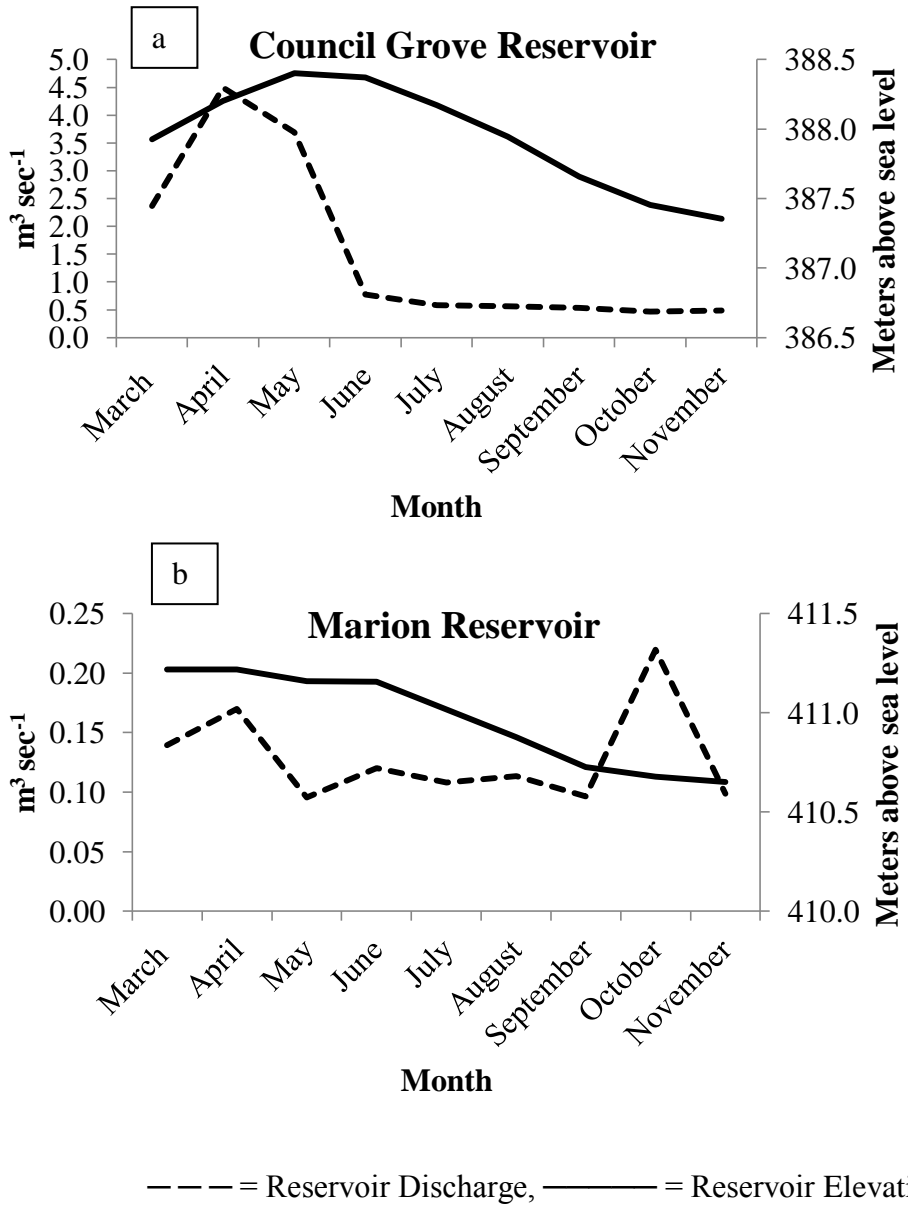 a
Council Grove Reservoir
5.0
4.5
4.0
3.5
3.0
2.5
2.0
1.5
1.0
0.5
0.0
m³ sec⁻¹
388.5
388.0
387.5
387.0
386.5
Meters above sea level
March
April
May
June
July
August
September
October
November
Month
b
Marion Reservoir
0.25
0.20
0.15
0.10
0.05
0.00
m³ sec⁻¹
411.5
411.0
410.5
410.0
Meters above sea level
March
April
May
June
July
August
September
October
November
Month
= Reservoir Discharge, = Reservoir